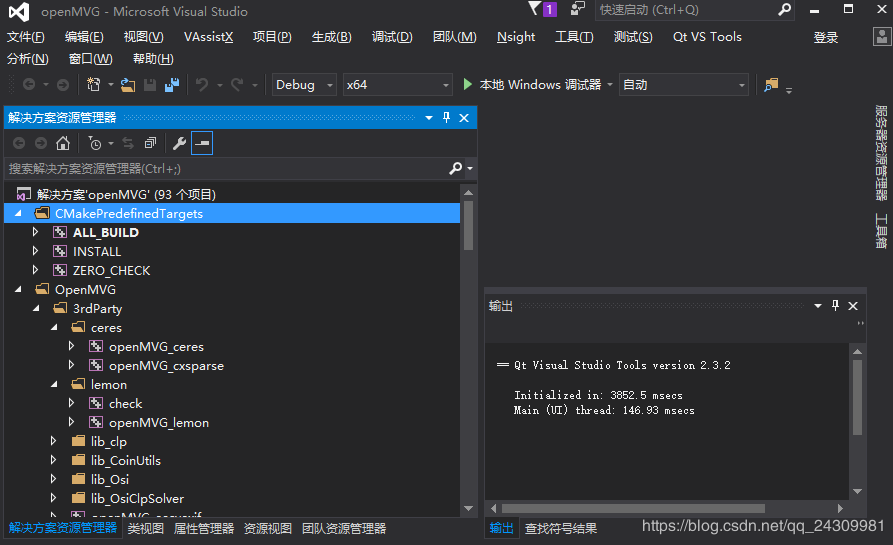 openMVG - Microsoft Visual Studio
1
快速启动 (Ctrl+Q)
文件(F) 编辑(E) 视图(V) VAssistX 项目(P) 生成(B) 调试(D) 团队(M) Nsight 工具(T) 测试(S) Qt VS Tools 登录
分析(N) 窗口(W) 帮助(H)
Debug x64 本地 Windows 调试器 自动
解决方案资源管理器
搜索解决方案资源管理器(Ctrl+;)
解决方案'openMVG' (93 个项目)
CMakePredefinedTargets
ALL_BUILD
INSTALL
ZERO_CHECK
OpenMVG
3rdParty
ceres
openMVG_ceres
openMVG_cxsparse
lemon
check
openMVG_lemon
lib_clp
lib_CoinUtils
lib_Osi
lib_OsiClpSolver
解决方案资源管理器 类视图 属性管理器 资源视图 团队资源管理器
输出
== Qt Visual Studio Tools version 2.3.2
Initialized in: 3852.5 msecs
Main (UI) thread: 146.93 msecs
输出 查找符号结果
服务器资源管理器
工具箱
https://blog.csdn.net/qq_24309981